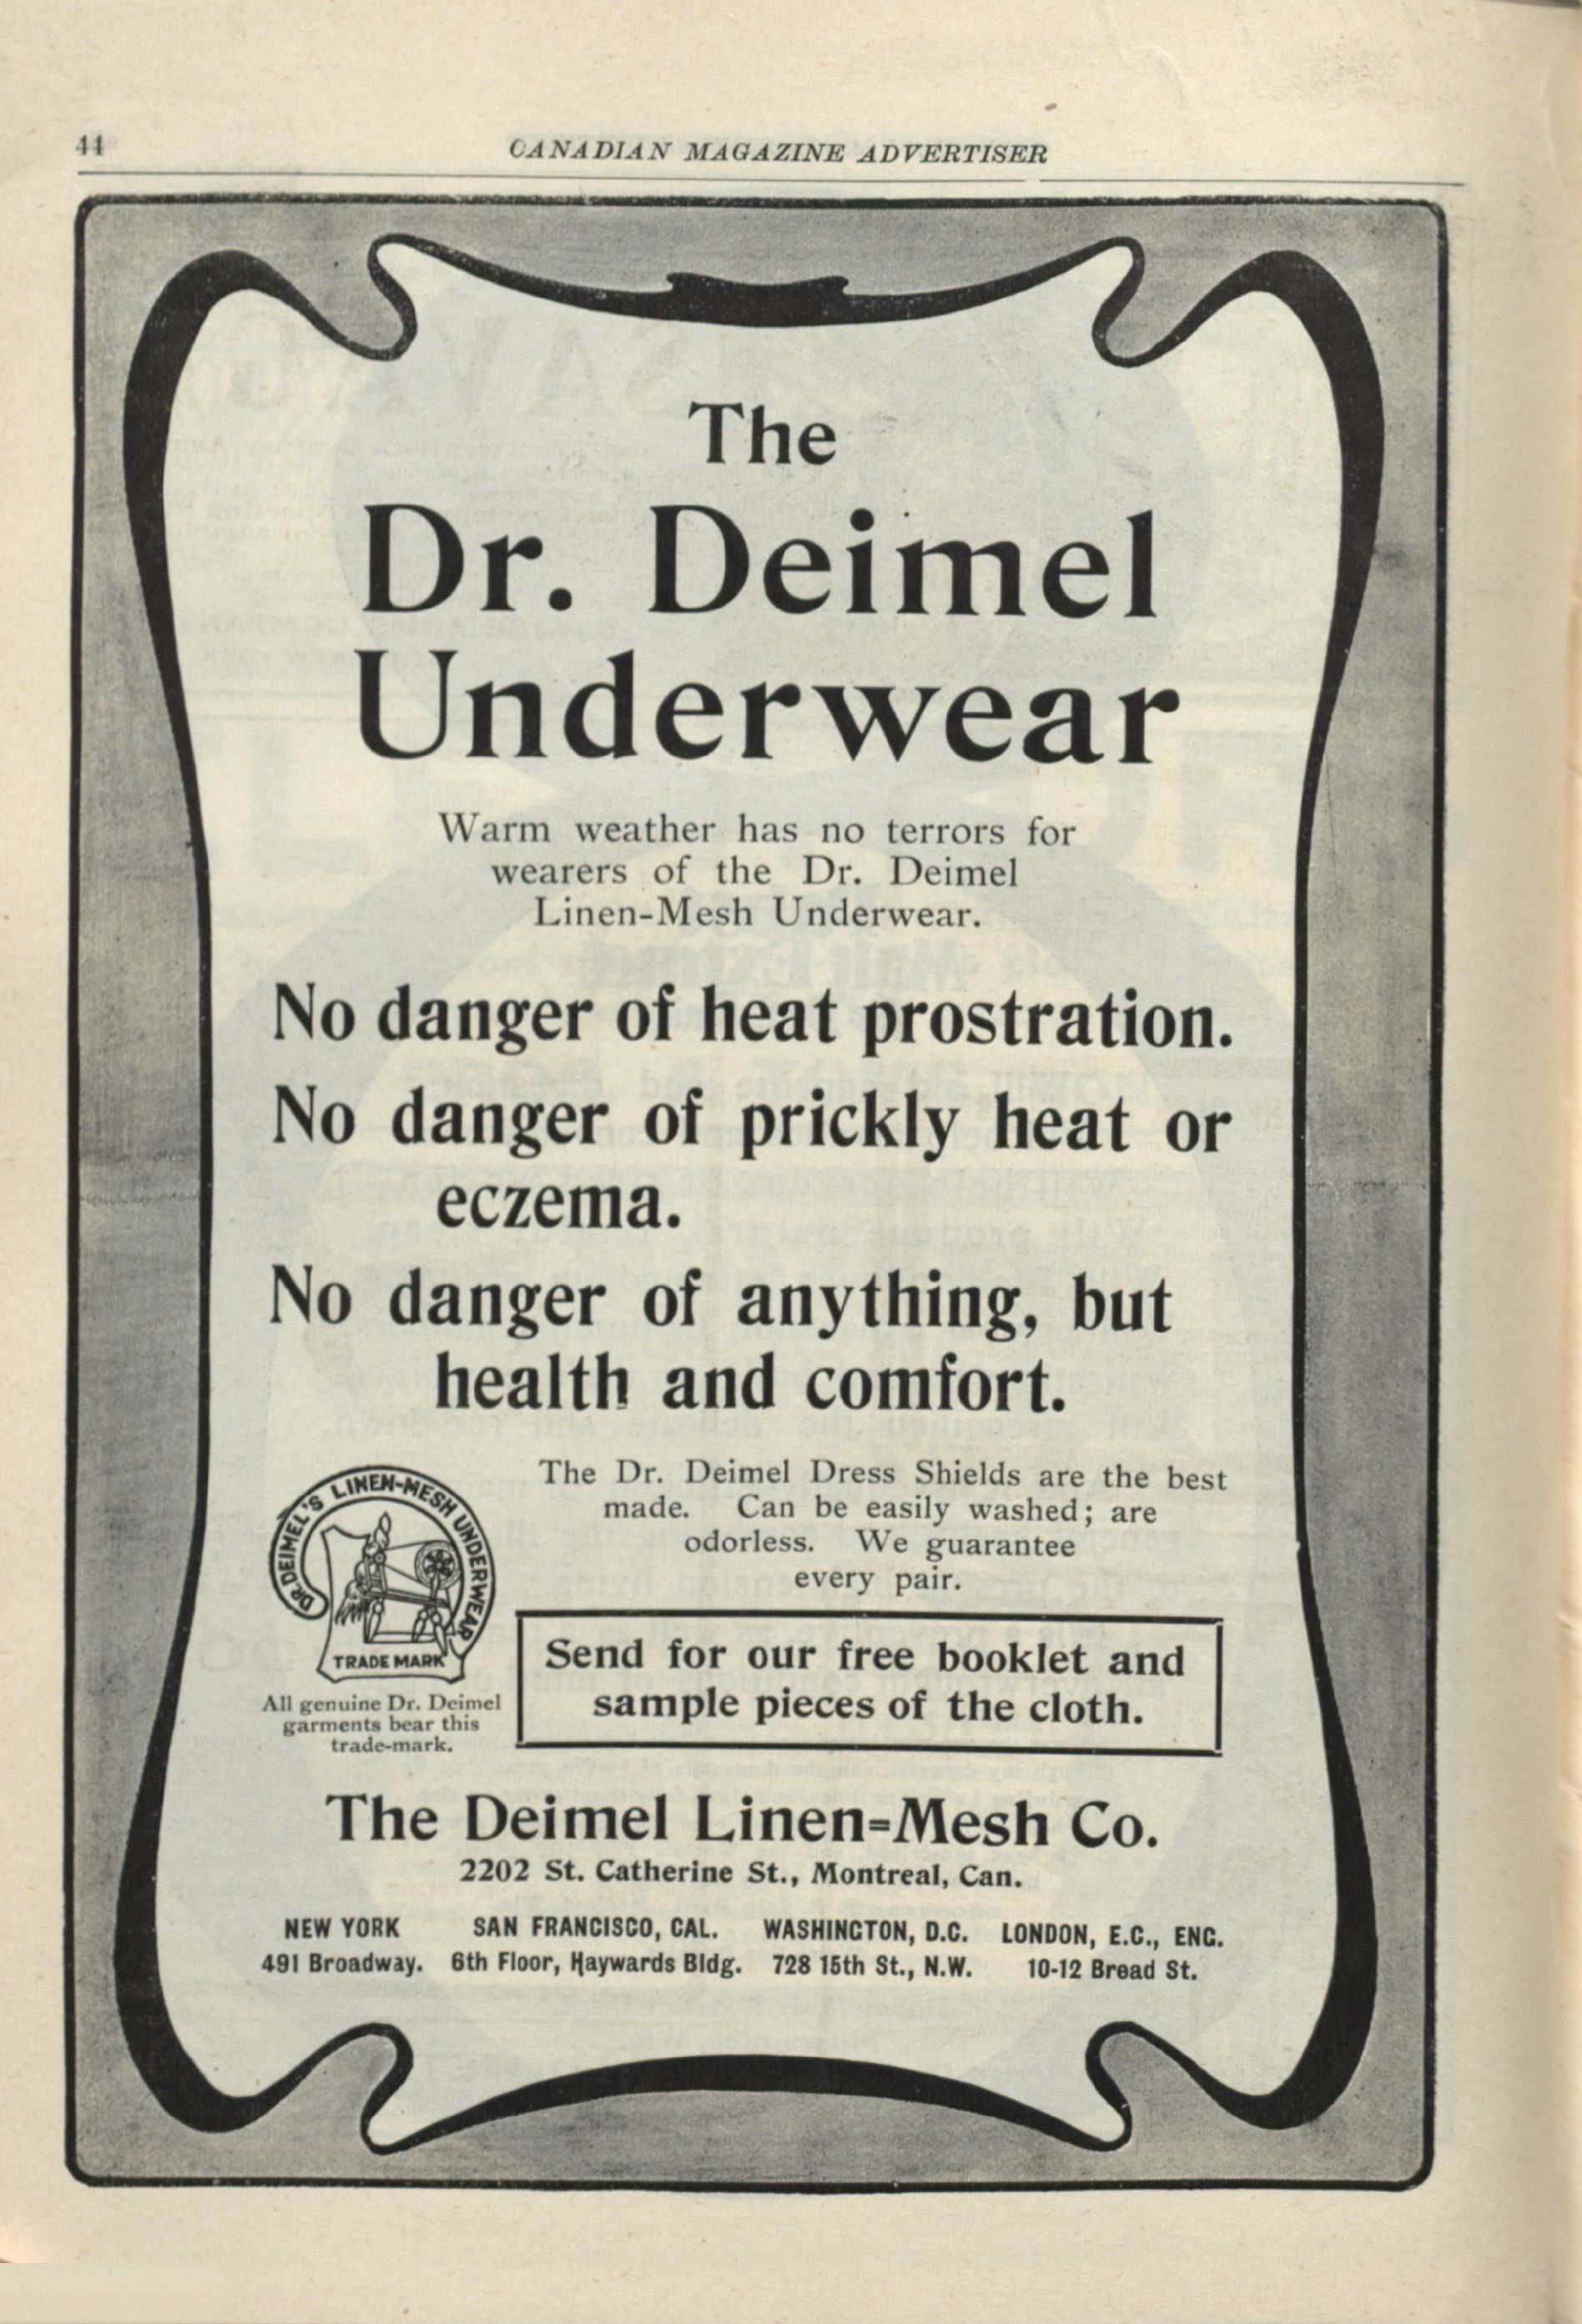 44
CANADIAN MAGAZINE ADVERTISER
The
Dr. Deimel
Underwear
Warm weather has no terrors for
wearers of the Dr. Deimel
Linen-Mesh Underwear.
No danger of heat prostration.
No danger of prickly heat or
eczema.
No danger of anything, but
health and comfort.
DR. DEIMEL'S LINEN-MESH UNDERWEAR
TRADE MARK
All genuine Dr. Deimel
garments bear this
trade-mark.
The Dr. Deimel Dress Shields are the best
made. Can be easily washed; are
odorless. We guarantee
every pair.
Send for our free booklet and
sample pieces of the cloth.
The Deimel Linen-Mesh Co.
2202 St. Catherine St., Montreal, Can.
NEW YORK SAN FRANCISCO, CAL. WASHINGTON, D.C. LONDON, E.C., ENG.
491 Broadway. 6th Floor, Haywards Bldg. 728 15th St., N.W. 10-12 Bread St.